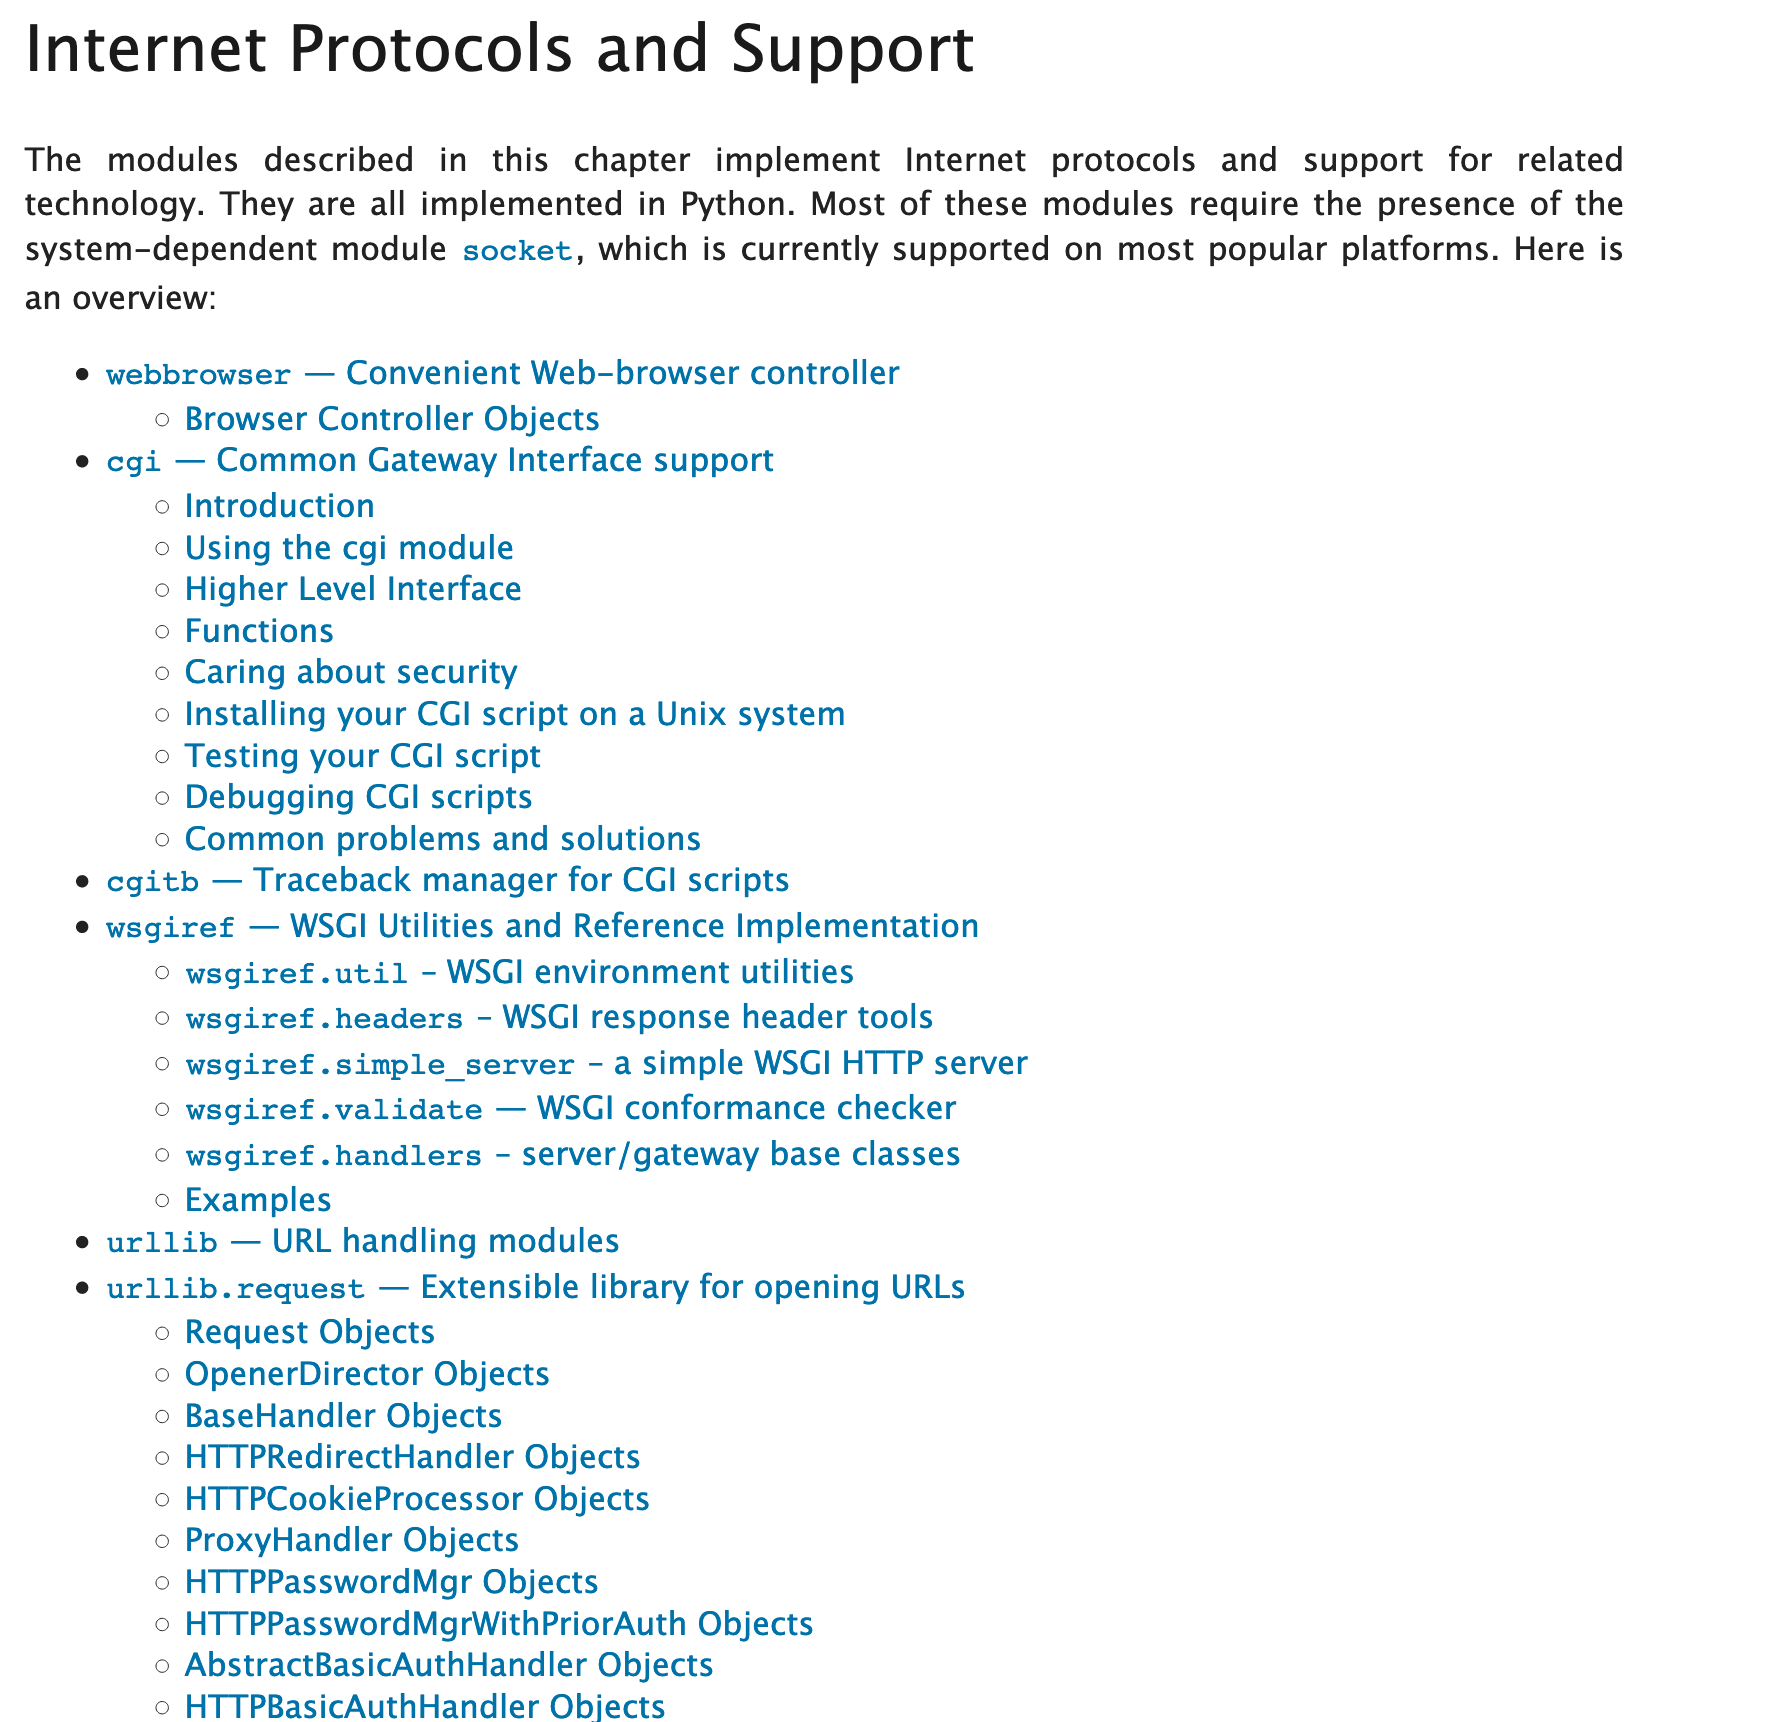 Internet Protocols and Support
The modules described in this chapter implement Internet protocols and support for related
technology. They are all implemented in Python. Most of these modules require the presence of the
system-dependent module socket, which is currently supported on most popular platforms. Here is
an overview:
• webbrowser — Convenient Web-browser controller
○ Browser Controller Objects
• cgi — Common Gateway Interface support
○ Introduction
○ Using the cgi module
○ Higher Level Interface
○ Functions
○ Caring about security
○ Installing your CGI script on a Unix system
○ Testing your CGI script
○ Debugging CGI scripts
○ Common problems and solutions
• cgitb — Traceback manager for CGI scripts
• wsgiref — WSGI Utilities and Reference Implementation
○ wsgiref.util – WSGI environment utilities
○ wsgiref.headers – WSGI response header tools
○ wsgiref.simple_server – a simple WSGI HTTP server
○ wsgiref.validate — WSGI conformance checker
○ wsgiref.handlers – server/gateway base classes
○ Examples
• urllib — URL handling modules
• urllib.request — Extensible library for opening URLs
○ Request Objects
○ OpenerDirector Objects
○ BaseHandler Objects
○ HTTPRedirectHandler Objects
○ HTTPCookieProcessor Objects
○ ProxyHandler Objects
○ HTTPPasswordMgr Objects
○ HTTPPasswordMgrWithPriorAuth Objects
○ AbstractBasicAuthHandler Objects
○ HTTPBasicAuthHandler Objects